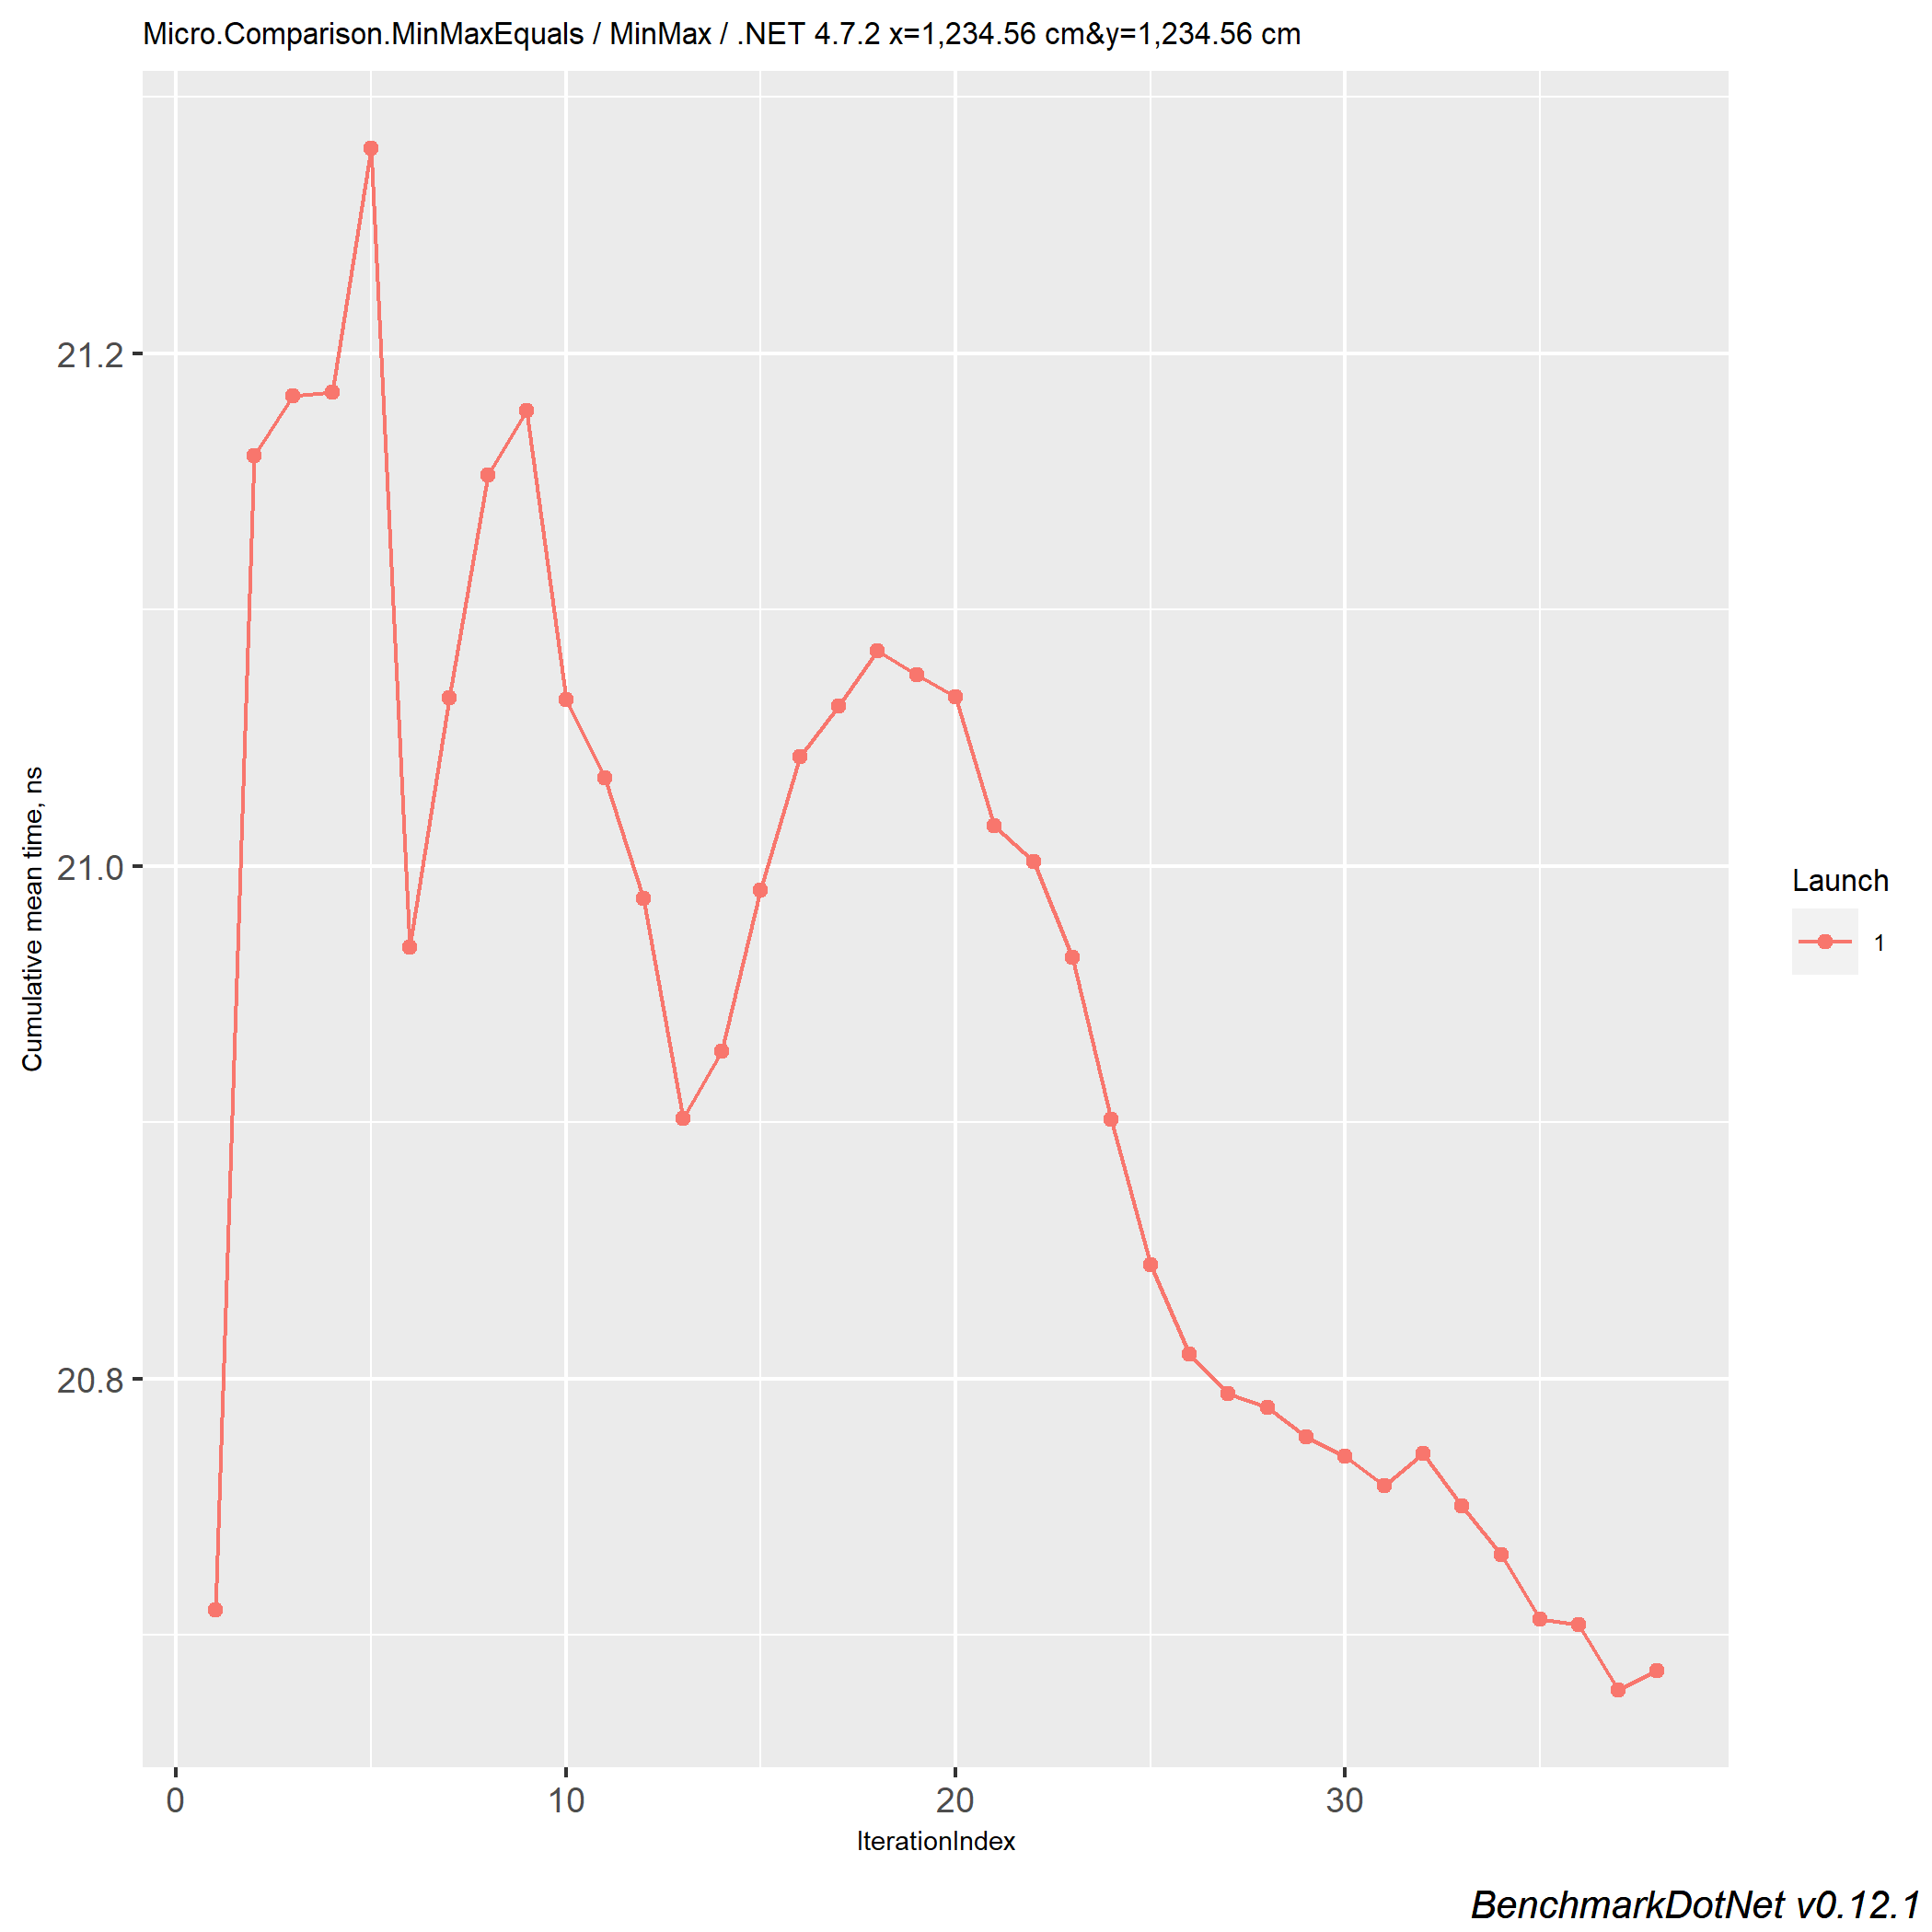 Micro.Comparison.MinMaxEquals / MinMax / .NET 4.7.2 x=1,234.56 cm&y=1,234.56 cm
21.2
21.0
20.8
Cumulative mean time, ns
0 10 20 30
IterationIndex
Launch
1
BenchmarkDotNet v0.12.1